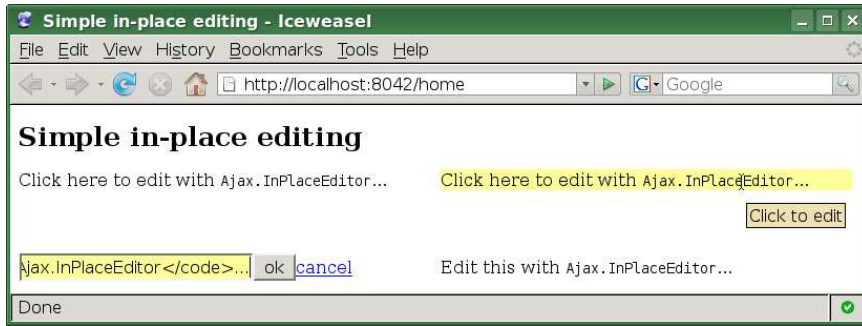 Simple in-place editing - Iceweasel
File Edit View History Bookmarks Tools Help
http://localhost:8042/home G Google
Simple in-place editing
Click here to edit with Ajax.InPlaceEditor... Click here to edit with Ajax.InPlaceEditor...
Click to edit
Ajax.InPlaceEditor</code>... ok cancel Edit this with Ajax.InPlaceEditor...
Done